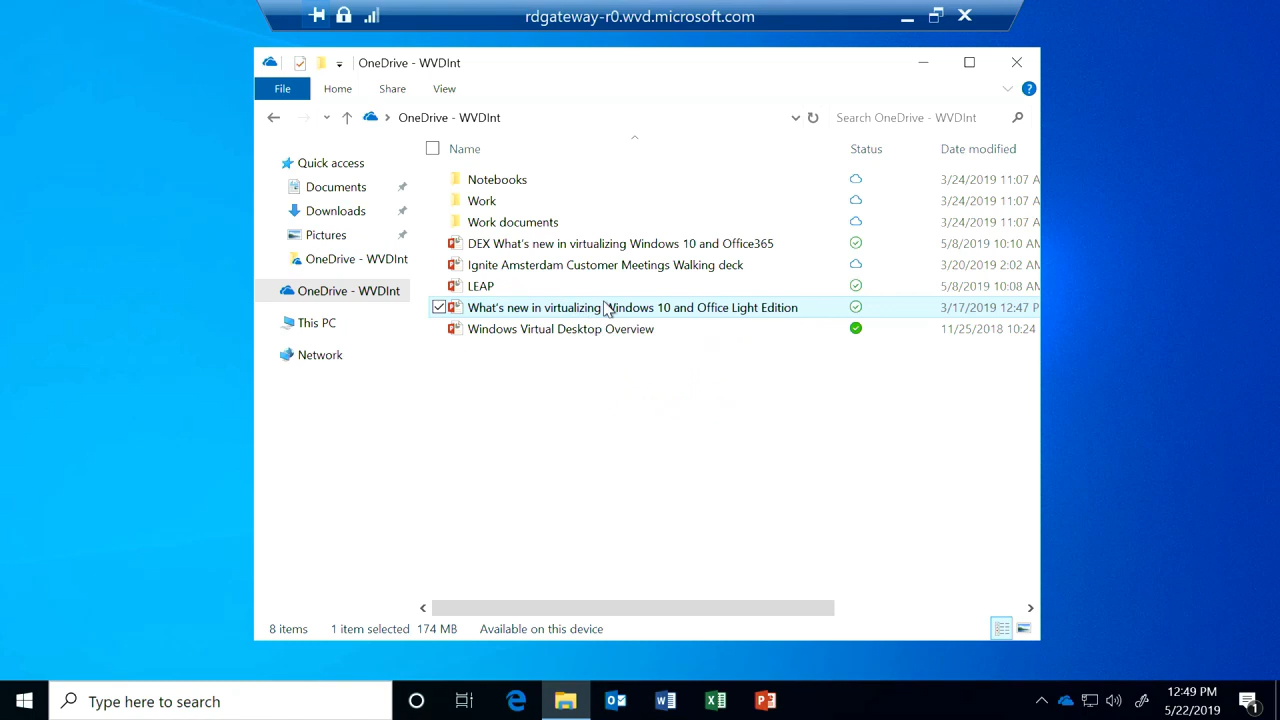 rdgateway-r0.wvd.microsoft.com
OneDrive - WVDInt
File Home Share View
OneDrive - WVDInt
Search OneDrive - WVDInt
Name Status Date modified
Quick access
Documents
Downloads
Pictures
OneDrive - WVDInt
OneDrive - WVDInt
This PC
Network
Notebooks 3/24/2019 11:07 A
Work 3/24/2019 11:07 A
Work documents 3/24/2019 11:07 A
DEX What's new in virtualizing Windows 10 and Office365 5/8/2019 10:10 AM
Ignite Amsterdam Customer Meetings Walking deck 3/20/2019 2:02 AM
LEAP 5/8/2019 10:08 AM
What's new in virtualizing Windows 10 and Office Light Edition 3/17/2019 12:47 P
Windows Virtual Desktop Overview 11/25/2018 10:24
8 items 1 item selected 174 MB Available on this device
Type here to search
12:49 PM
5/22/2019
1